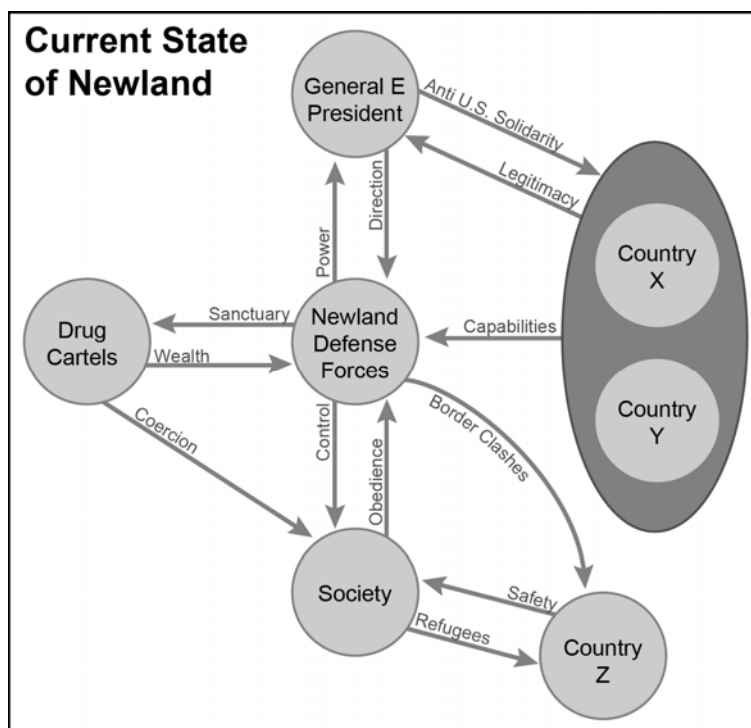 Current State
of Newland
General E
President
Anti U.S. Solidarity
Legitimacy
Power
Direction
Country
X
Drug
Cartels
Sanctuary
Wealth
Newland
Defense
Forces
Capabilities
Country
Y
Coercion
Control
Obedience
Border Clashes
Society
Safety
Refugees
Country
Z